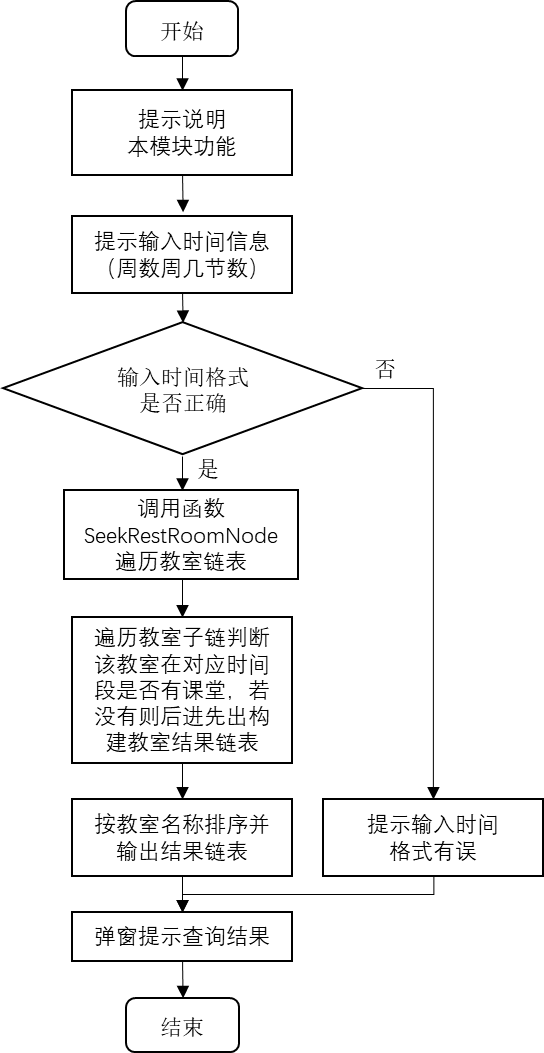 开始
提示说明
本模块功能
提示输入时间信息
（周数周几节数）
输入时间格式
是否正确
否
是
调用函数
SeekRestRoomNode
遍历教室链表
遍历教室子链判断
该教室在对应时间
段是否有课堂，若
没有则后进先出构
建教室结果链表
按教室名称排序并
输出结果链表
提示输入时间
格式有误
弹窗提示查询结果
结束